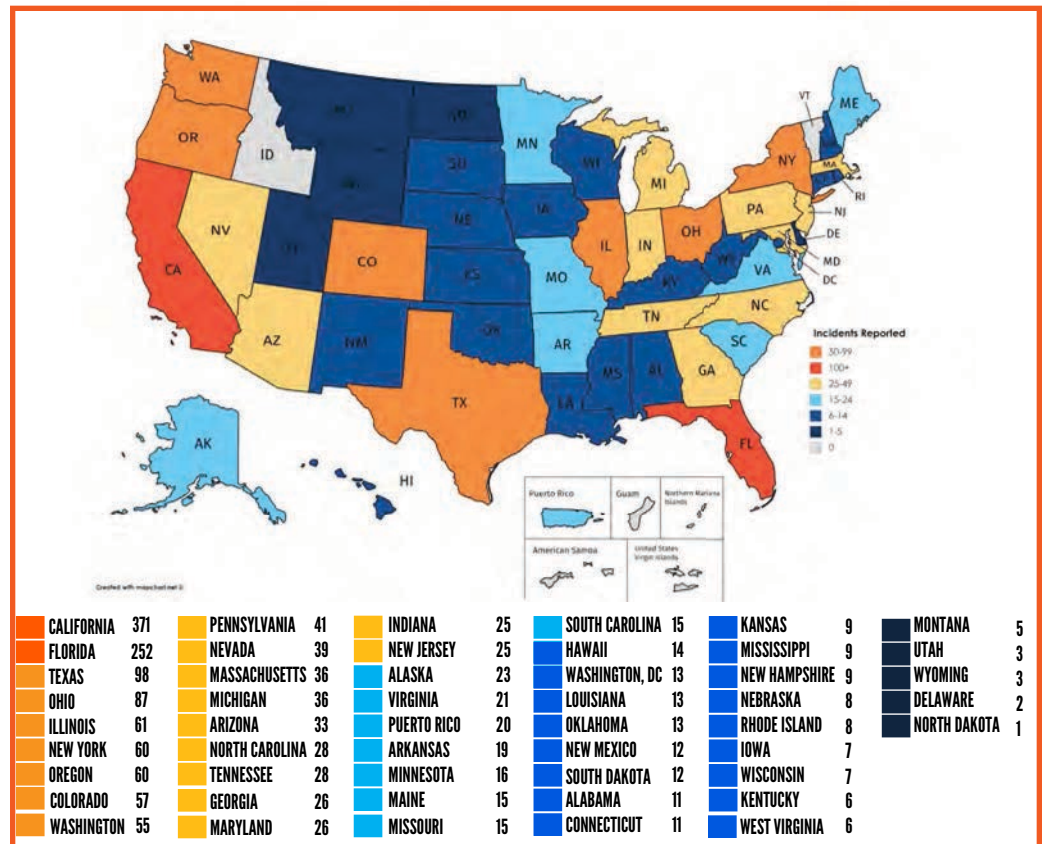 WA
OR
ID
NV
CA
AZ
NM
CO
TX
SD
NE
KS
OK
MN
IA
MO
AR
LA
WI
IL
MS
MI
IN
OH
KY
TN
AL
GA
FL
SC
NC
VA
WV
PA
NY
VT
ME
MA
RI
NJ
DE
MD
DC
AK
HI
Incidents Reported
50-99
100+
25-49
15-24
6-14
1-5
0
Puerto Rico
Guam
Northern Mariana
Islands
American Samoa
United States
Virgin Islands
Created with mapchart.net
CALIFORNIA 371
FLORIDA 252
TEXAS 98
OHIO 87
ILLINOIS 61
NEW YORK 60
OREGON 60
COLORADO 57
WASHINGTON 55
PENNSYLVANIA 41
NEVADA 39
MASSACHUSETTS 36
MICHIGAN 36
ARIZONA 33
NORTH CAROLINA 28
TENNESSEE 28
GEORGIA 26
MARYLAND 26
INDIANA 25
NEW JERSEY 25
ALASKA 23
VIRGINIA 21
PUERTO RICO 20
ARKANSAS 19
MINNESOTA 16
MAINE 15
MISSOURI 15
SOUTH CAROLINA 15
HAWAII 14
WASHINGTON, DC 13
LOUISIANA 13
OKLAHOMA 13
NEW MEXICO 12
SOUTH DAKOTA 12
ALABAMA 11
CONNECTICUT 11
KANSAS 9
MISSISSIPPI 9
NEW HAMPSHIRE 9
NEBRASKA 8
RHODE ISLAND 8
IOWA 7
WISCONSIN 7
KENTUCKY 6
WEST VIRGINIA 6
MONTANA 5
UTAH 3
WYOMING 3
DELAWARE 2
NORTH DAKOTA 1